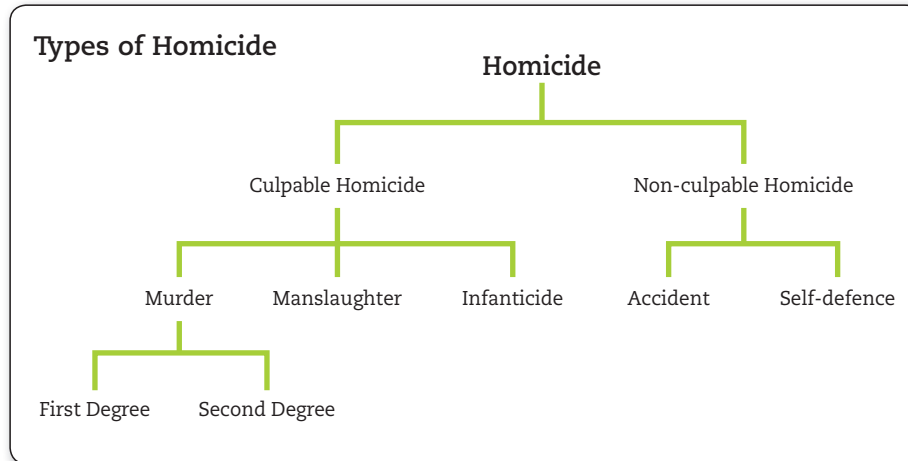 Types of Homicide
Homicide
Culpable Homicide
Non-culpable Homicide
Murder
Manslaughter
Infanticide
Accident
Self-defence
First Degree
Second Degree